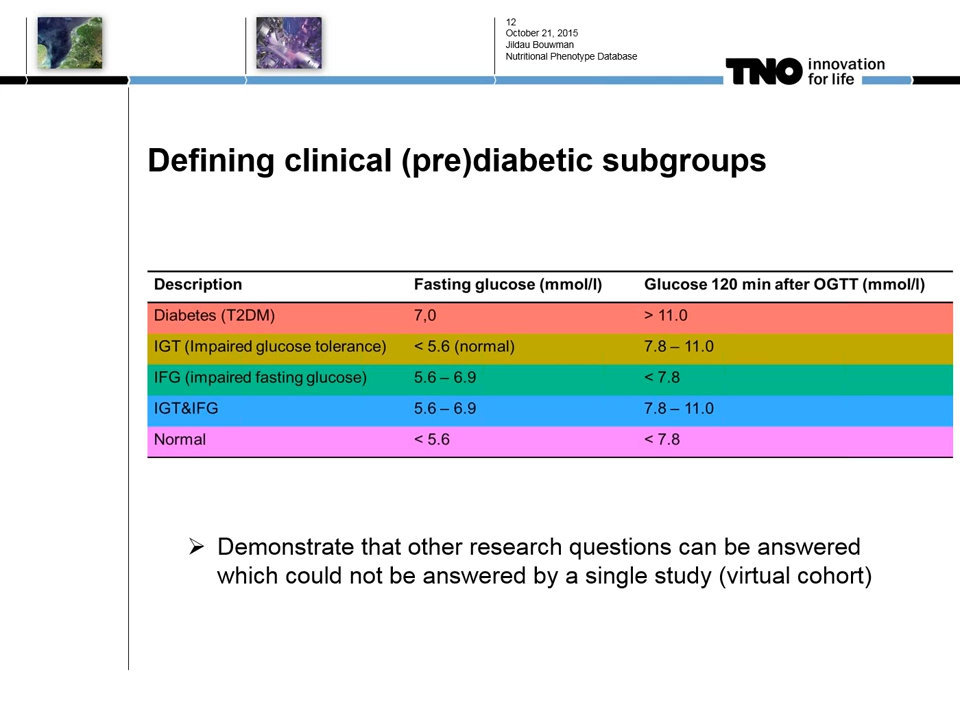 12
October 21, 2015
Jildau Bouwman
Nutritional Phenotype Database
TNO innovation
for life
Defining clinical (pre)diabetic subgroups
Description Fasting glucose (mmol/l) Glucose 120 min after OGTT (mmol/l)
Diabetes (T2DM) 7,0 > 11.0
IGT (Impaired glucose tolerance) < 5.6 (normal) 7.8 – 11.0
IFG (impaired fasting glucose) 5.6 – 6.9 < 7.8
IGT&IFG 5.6 – 6.9 7.8 – 11.0
Normal < 5.6 < 7.8
➢ Demonstrate that other research questions can be answered
which could not be answered by a single study (virtual cohort)